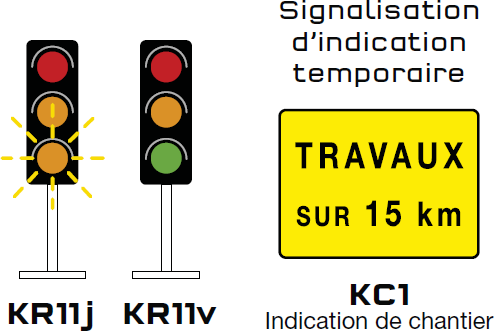 Signalisation
d'indication
temporaire
TRAVAUX
SUR 15 km
KR11j
KR11v
KC1
Indication de chantier